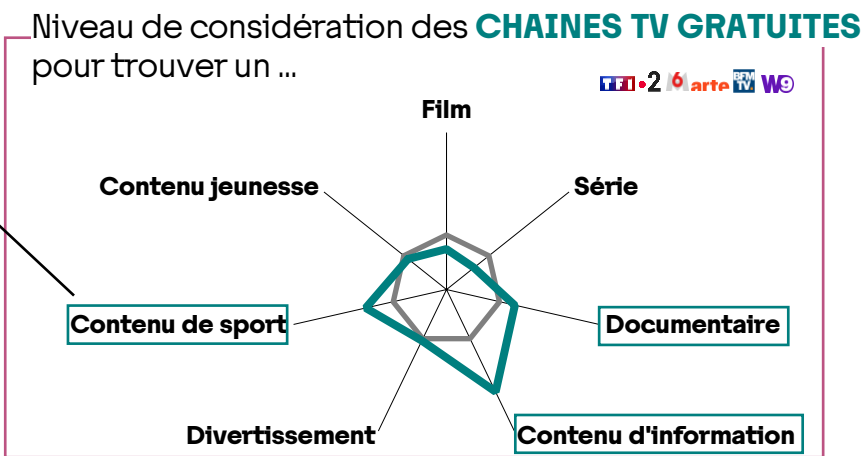 Niveau de considération des CHAINES TV GRATUITES
pour trouver un ...
TF1 •2 6 arte BFM TV. W9
Film
Contenu jeunesse
Série
Contenu de sport
Documentaire
Divertissement
Contenu d'information